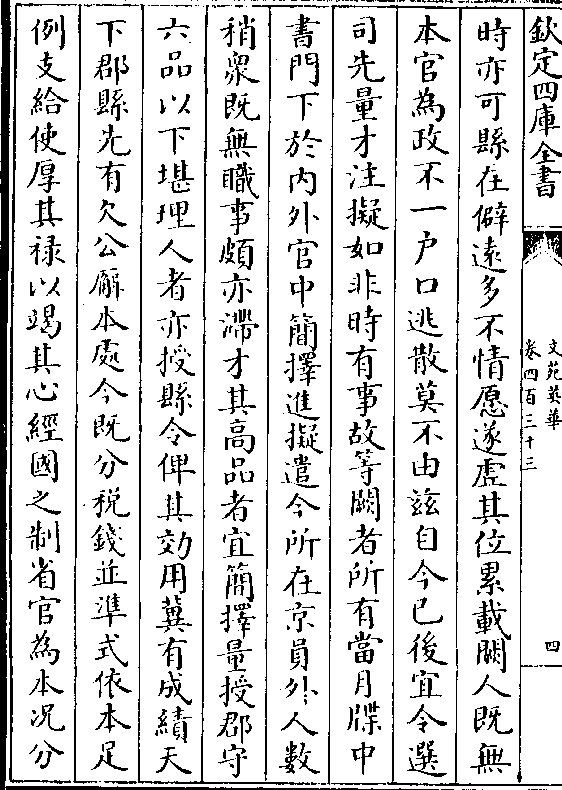 欽定四庫全書
文苑英華
卷四百三十三
四
時亦可縣在僻逺多不情愿遂虚其位累載闕人既無
本官為政不一户口逃散莫不由兹自今已後宜令選
司先量才注擬如非時有事故等闕者所有當月牒中
書門下於内外官中簡擇進擬遣令所在京員外人數
稍衆既無職事頗亦滯才其髙品者宜簡擇量授郡守
六品以下堪理人者亦授縣令俾其効用冀有成績天
下郡縣先有欠公廨本處今既分税錢並準式依本足
例支給使厚其禄以竭其心經國之制省官為本况分